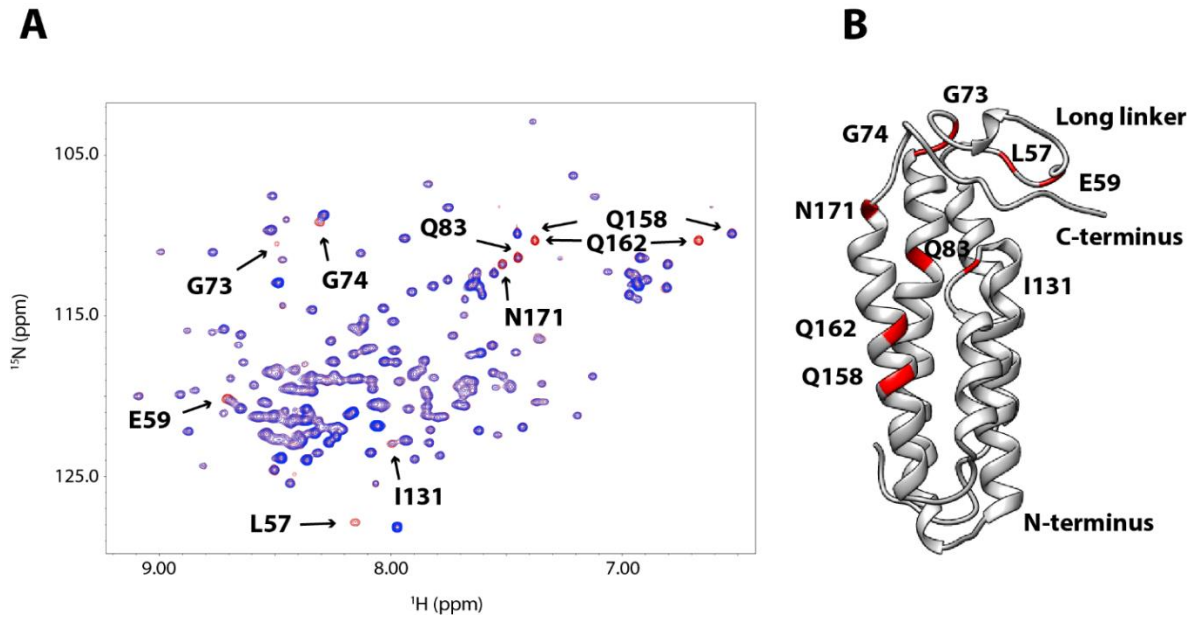 A
105.0
115.0
125.0
¹⁵N (ppm)
9.00
8.00
7.00
¹H (ppm)
G73
G74
Q83
Q158
Q162
N171
E59
I131
L57
B
G73
Long linker
G74
L57
E59
N171
C-terminus
Q83
I131
Q162
Q158
N-terminus